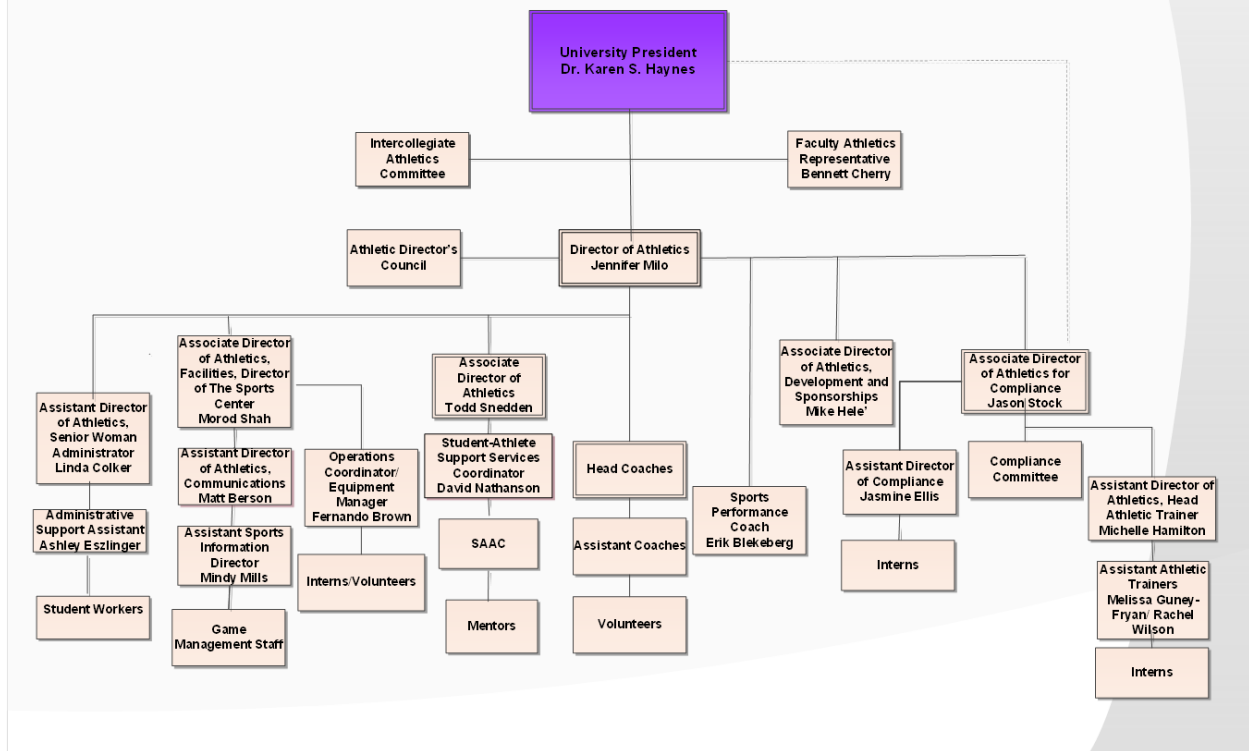 University President
Dr. Karen S. Haynes
Intercollegiate
Athletics
Committee
Faculty Athletics
Representative
Bennett Cherry
Athletic Director's
Council
Director of Athletics
Jennifer Milo
Assistant Director
of Athletics,
Senior Woman
Administrator
Linda Colker
Administrative
Support Assistant
Ashley Eszlinger
Student Workers
Associate Director
of Athletics,
Facilities, Director
of The Sports
Center
Morod Shah
Assistant Director
of Athletics,
Communications
Matt Berson
Assistant Sports
Information
Director
Mindy Mills
Game
Management Staff
Operations
Coordinator/
Equipment
Manager
Fernando Brown
Interns/Volunteers
Associate
Director of
Athletics
Todd Snedden
Student-Athlete
Support Services
Coordinator
David Nathanson
SAAC
Mentors
Head Coaches
Assistant Coaches
Volunteers
Sports
Performance
Coach
Erik Blekeberg
Associate Director
of Athletics,
Development and
Sponsorships
Mike Hele'
Associate Director
of Athletics for
Compliance
Jason Stock
Assistant Director
of Compliance
Jasmine Ellis
Interns
Compliance
Committee
Assistant Director of
Athletics, Head
Athletic Trainer
Michelle Hamilton
Assistant Athletic
Trainers
Melissa Guney-
Fryan/ Rachel
Wilson
Interns